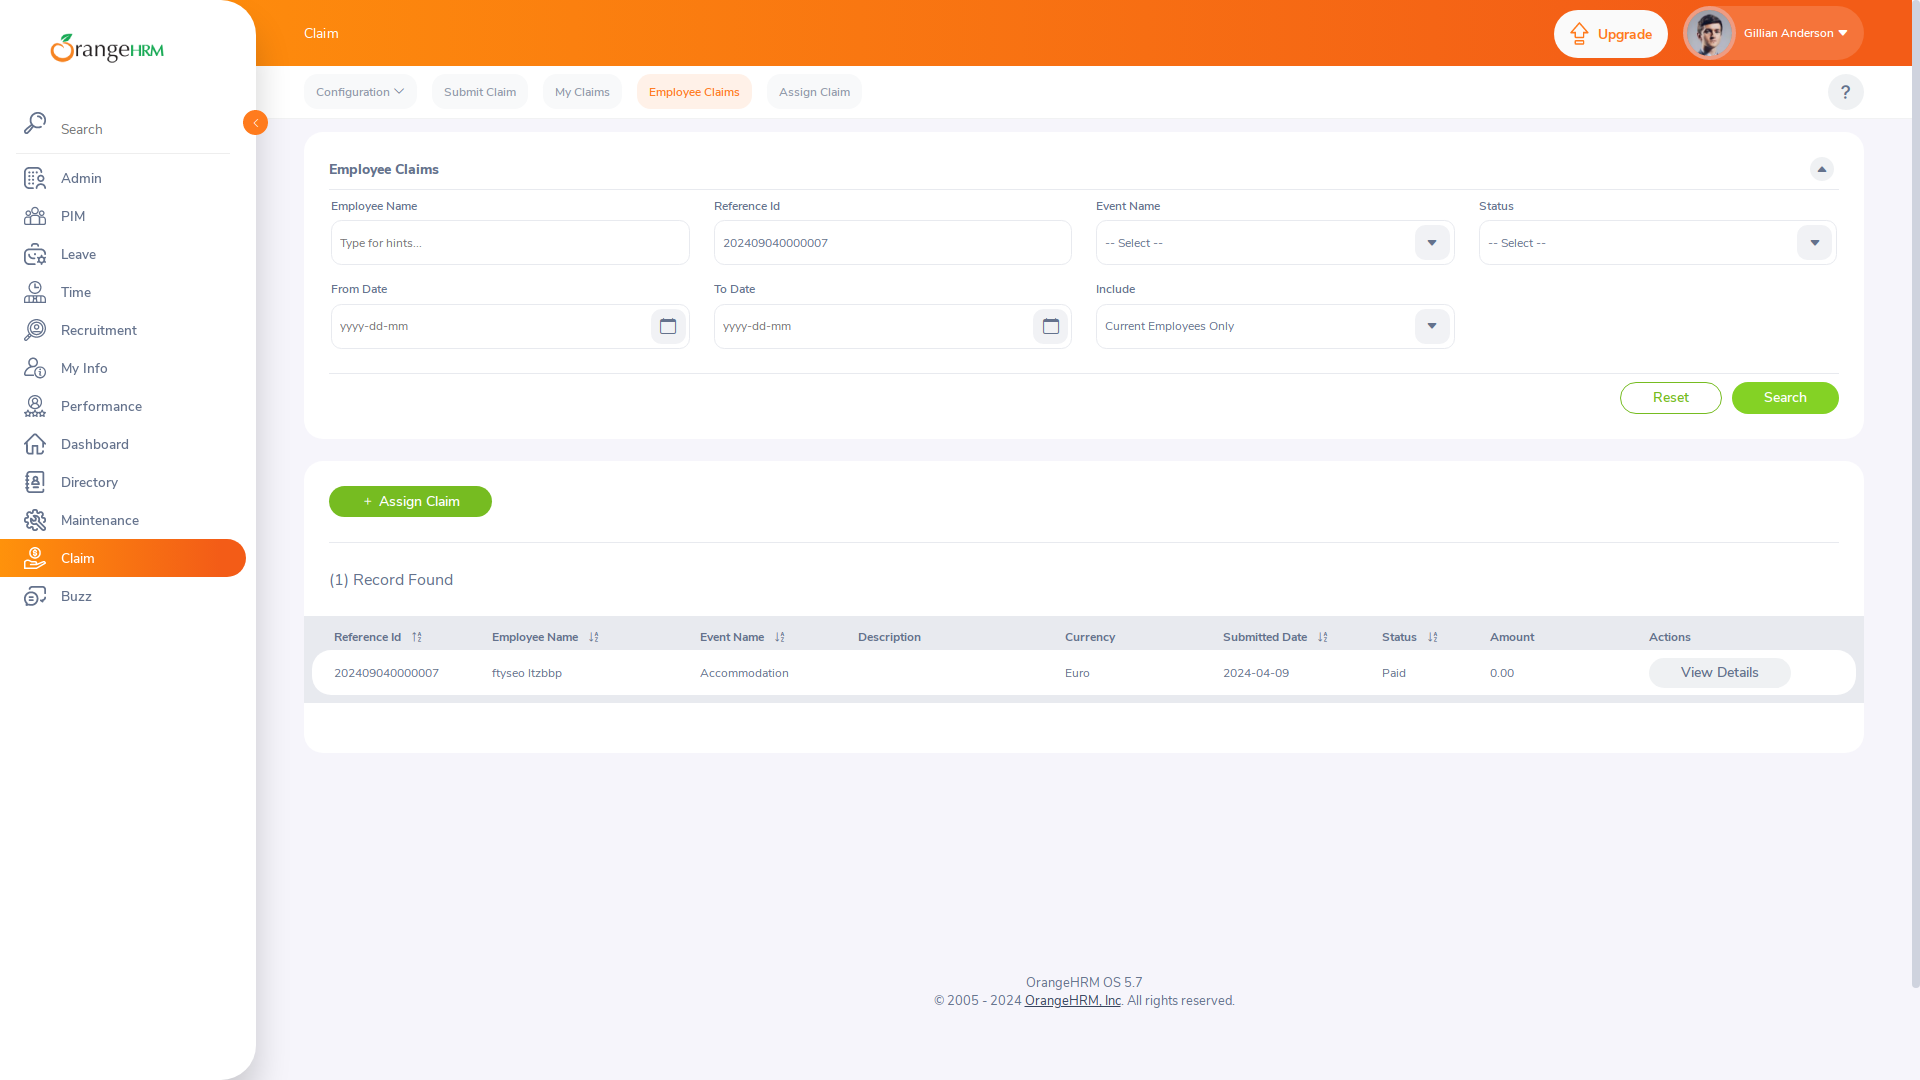 OrangeHRM
Claim
Upgrade
Gillian Anderson
Configuration
Submit Claim
My Claims
Employee Claims
Assign Claim
?
Search
Admin
PIM
Leave
Time
Recruitment
My Info
Performance
Dashboard
Directory
Maintenance
Claim
Buzz
Employee Claims
Employee Name
Reference Id
Event Name
Status
Type for hints...
202409040000007
-- Select --
-- Select --
From Date
To Date
Include
yyyy-dd-mm
yyyy-dd-mm
Current Employees Only
Reset
Search
+ Assign Claim
(1) Record Found
Reference Id
Employee Name
Event Name
Description
Currency
Submitted Date
Status
Amount
Actions
202409040000007
ftyseo ltzbbp
Accommodation
Euro
2024-04-09
Paid
0.00
View Details
OrangeHRM OS 5.7
© 2005 - 2024 OrangeHRM, Inc. All rights reserved.